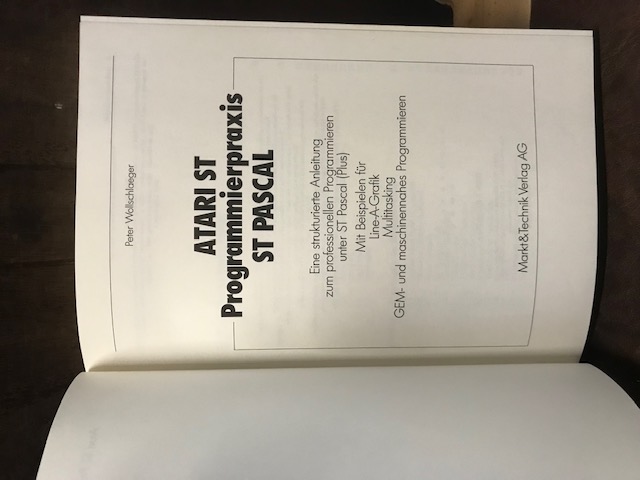 Peter Wollschlaeger
ATARI ST
Programmierpraxis
ST PASCAL
Eine strukturierte Anleitung
zum professionellen Programmieren
unter ST Pascal (Plus)
Mit Beispielen für
Line-A-Grafik
Multitasking
GEM- und maschinennahes Programmieren
Markt&Technik Verlag AG